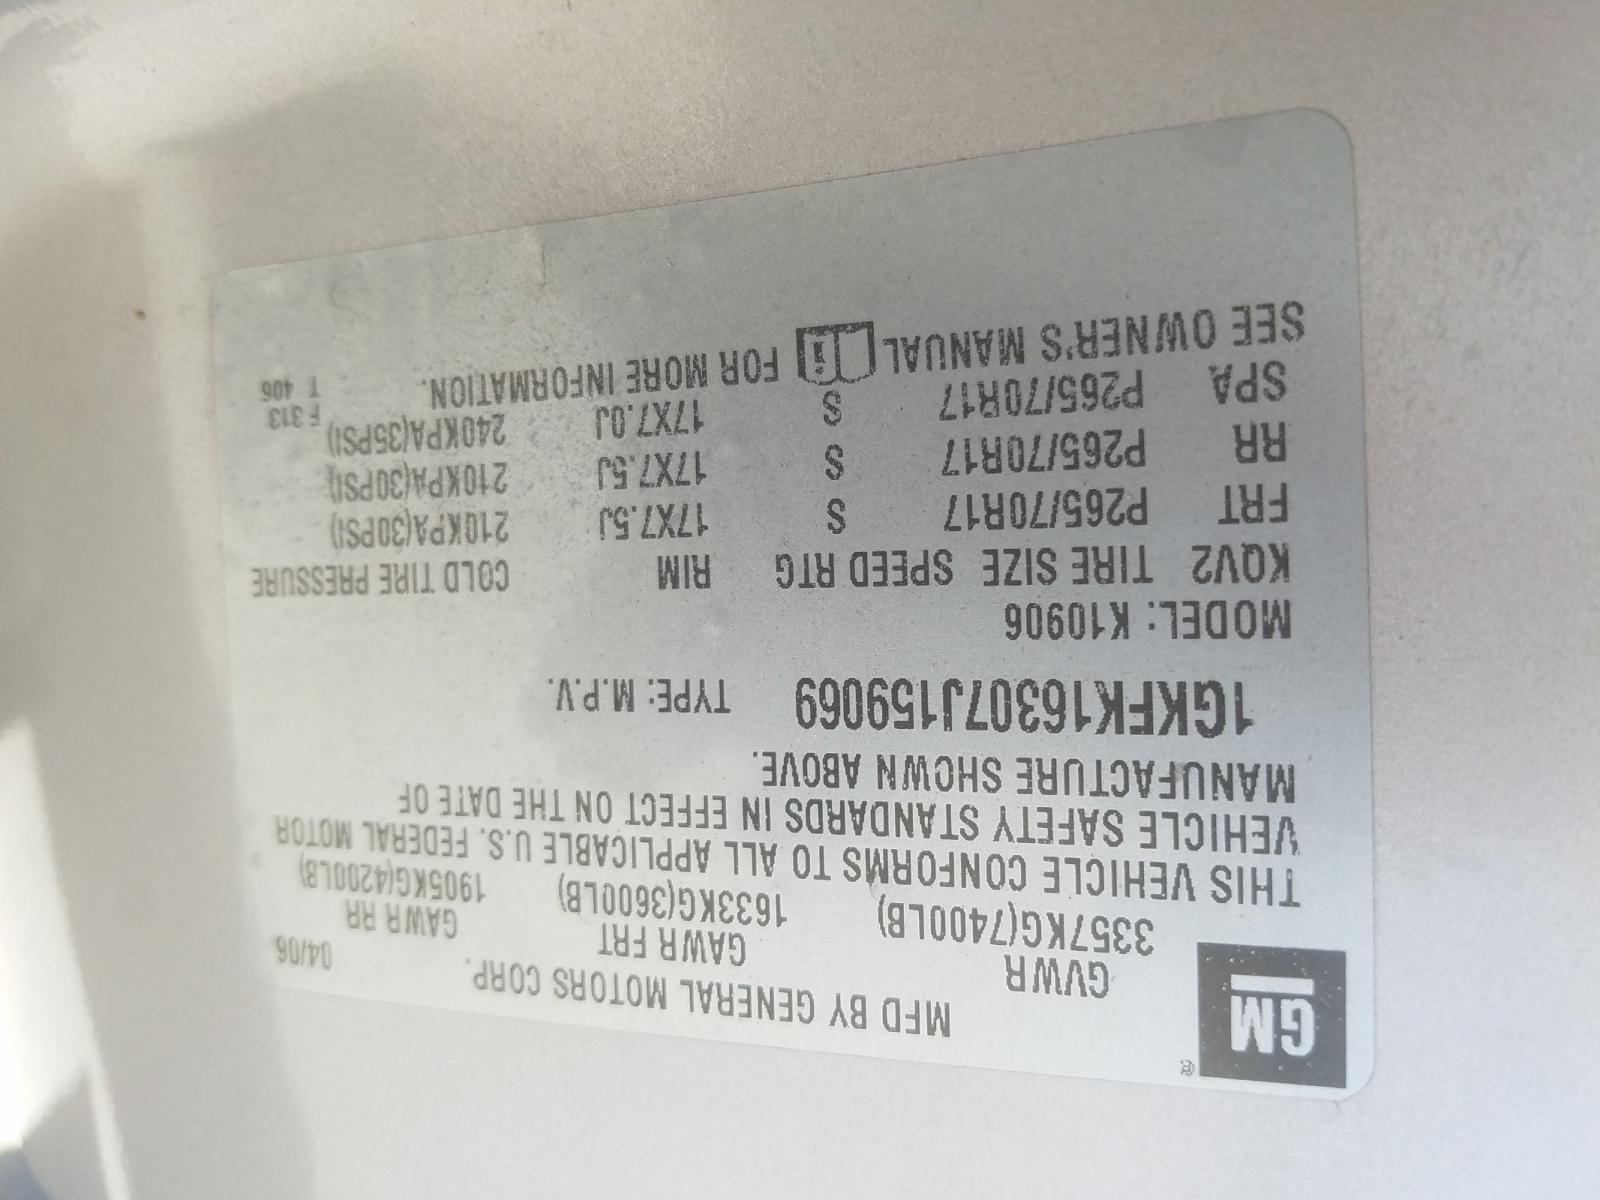 GM ®
MFD BY GENERAL MOTORS CORP. 04/06
GVWR GAWR FRT GAWR RR
3357KG(7400LB) 1633KG(3600LB) 1905KG(4200LB)
THIS VEHICLE CONFORMS TO ALL APPLICABLE U.S. FEDERAL MOTOR
VEHICLE SAFETY STANDARDS IN EFFECT ON THE DATE OF
MANUFACTURE SHOWN ABOVE.
1GKFK16307J159069 TYPE: M.P.V.
MODEL: K10906
KQV2 TIRE SIZE SPEED RTG RIM COLD TIRE PRESSURE
FRT P265/70R17 S 17X7.5J 210KPA(30PSI)
RR P265/70R17 S 17X7.5J 210KPA(30PSI)
SPA P265/70R17 S 17X7.0J 240KPA(35PSI) F 313
SEE OWNER'S MANUAL FOR MORE INFORMATION. T 406